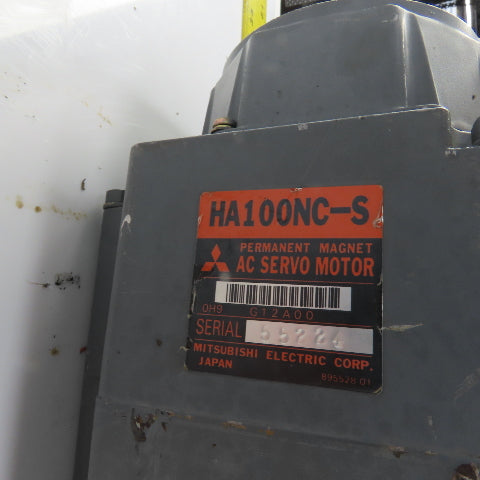 HA100NC-S
PERMANENT MAGNET
AC SERVO MOTOR
0H9 G12A00
SERIAL
MITSUBISHI ELECTRIC CORP.
JAPAN
895528 01